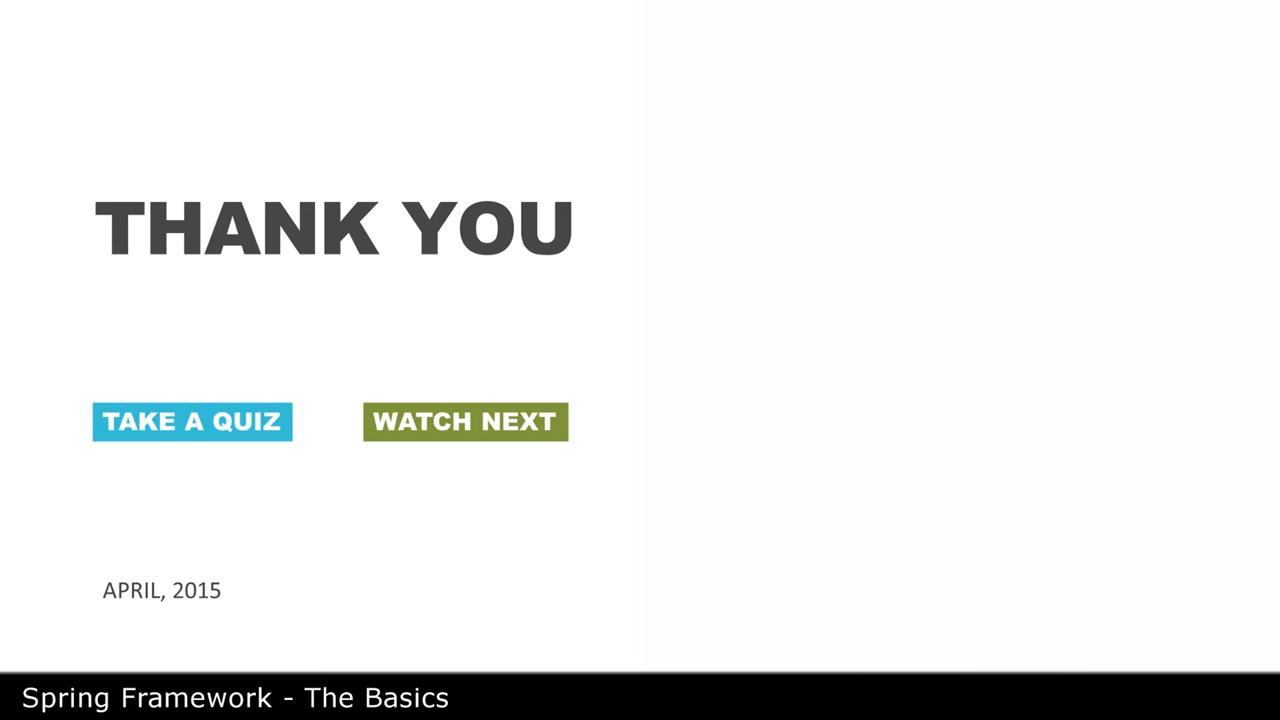 THANK YOU
TAKE A QUIZ
WATCH NEXT
APRIL, 2015
Spring Framework - The Basics